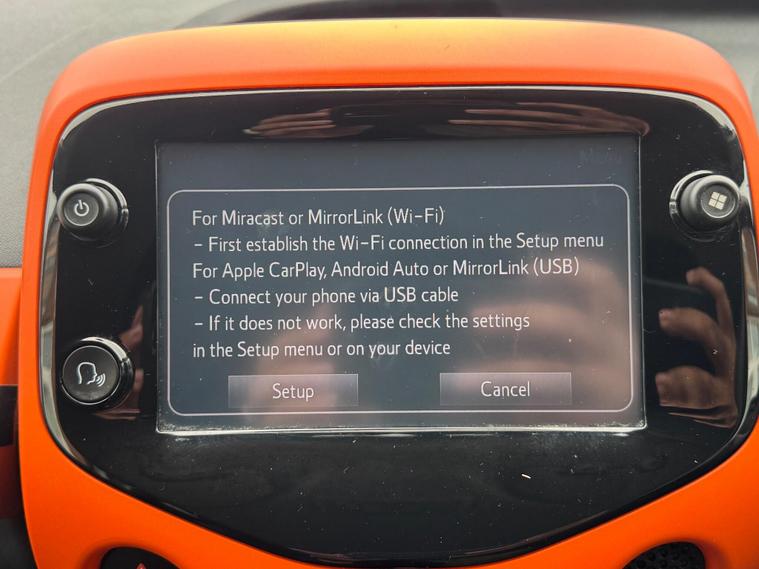 For Miracast or MirrorLink (Wi-Fi)
- First establish the Wi-Fi connection in the Setup menu
For Apple CarPlay, Android Auto or MirrorLink (USB)
- Connect your phone via USB cable
- If it does not work, please check the settings
in the Setup menu or on your device
Setup
Cancel